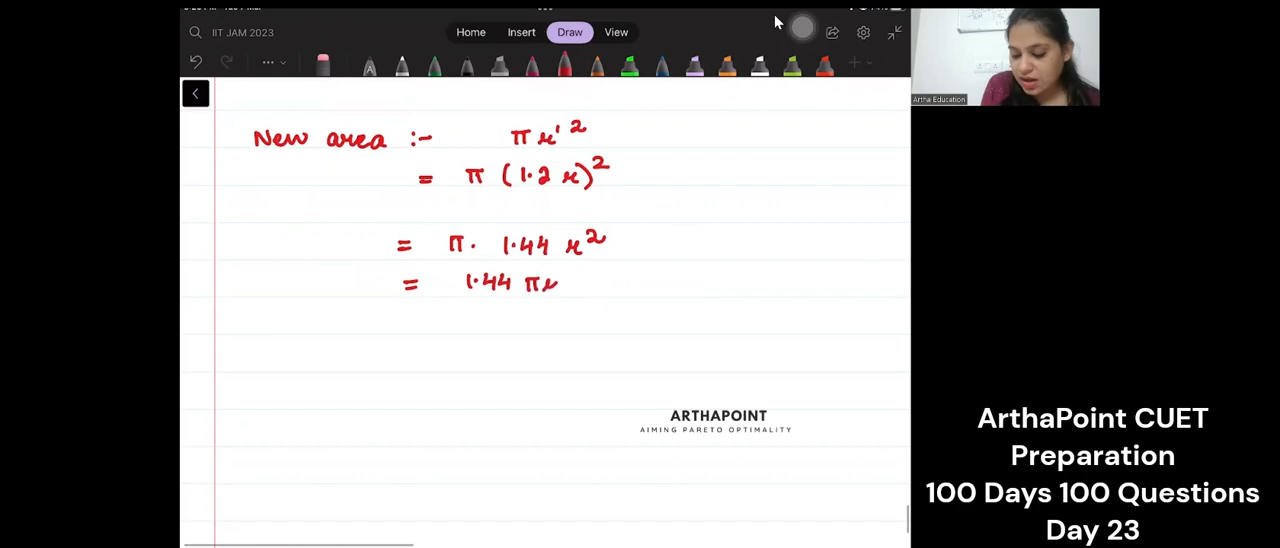 IIT JAM 2023
Home Insert Draw View
Artha Education
New area :- πr'²
= π (1.2 r)²
= π. 1.44 r²
= 1.44 πr
ARTHAPOINT
AIMING PARETO OPTIMALITY
ArthaPoint CUET
Preparation
100 Days 100 Questions
Day 23